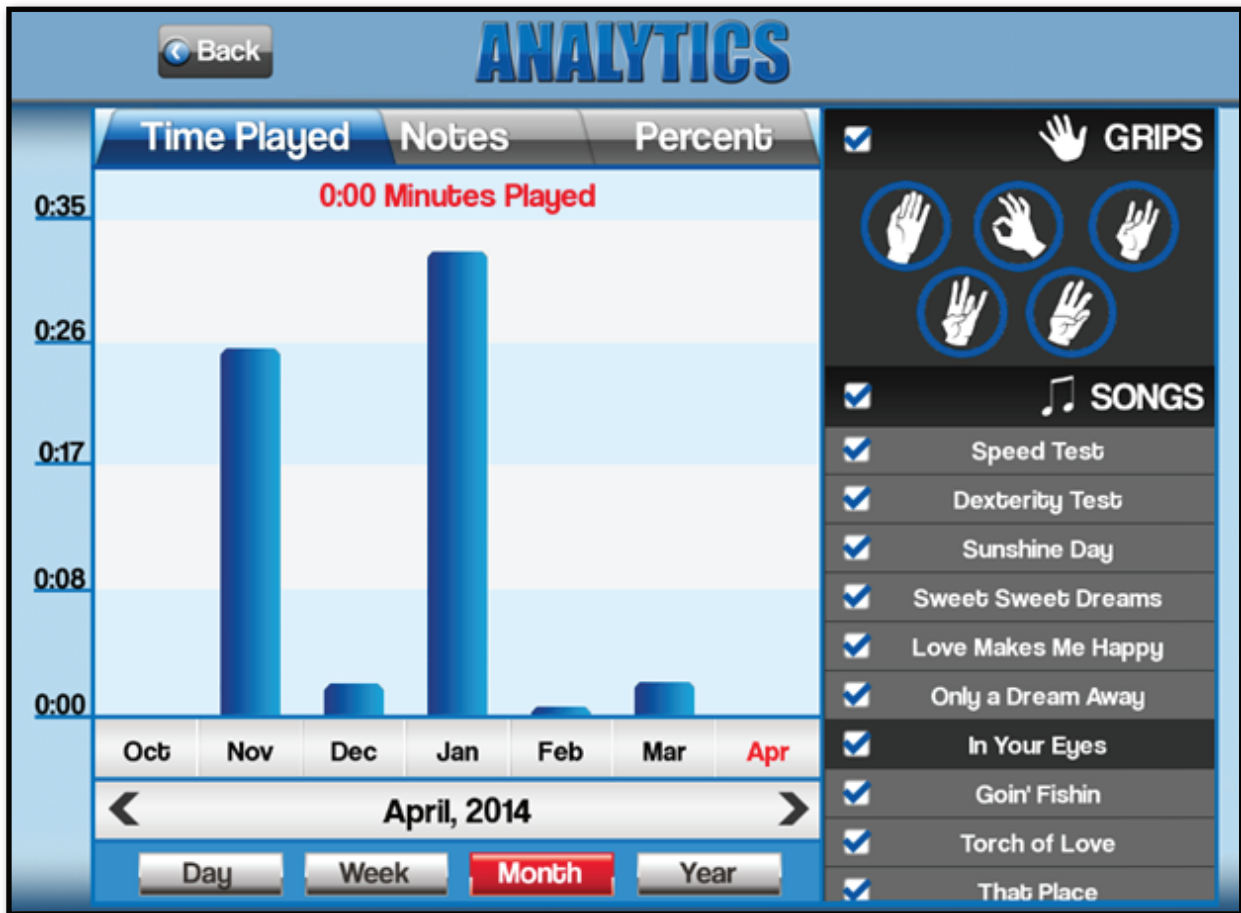 Back
ANALYTICS
Time Played Notes Percent
0:00 Minutes Played
0:35
0:26
0:17
0:08
0:00
Oct Nov Dec Jan Feb Mar Apr
April, 2014
Day Week Month Year
GRIPS
SONGS
Speed Test
Dexterity Test
Sunshine Day
Sweet Sweet Dreams
Love Makes Me Happy
Only a Dream Away
In Your Eyes
Goin' Fishin
Torch of Love
That Place